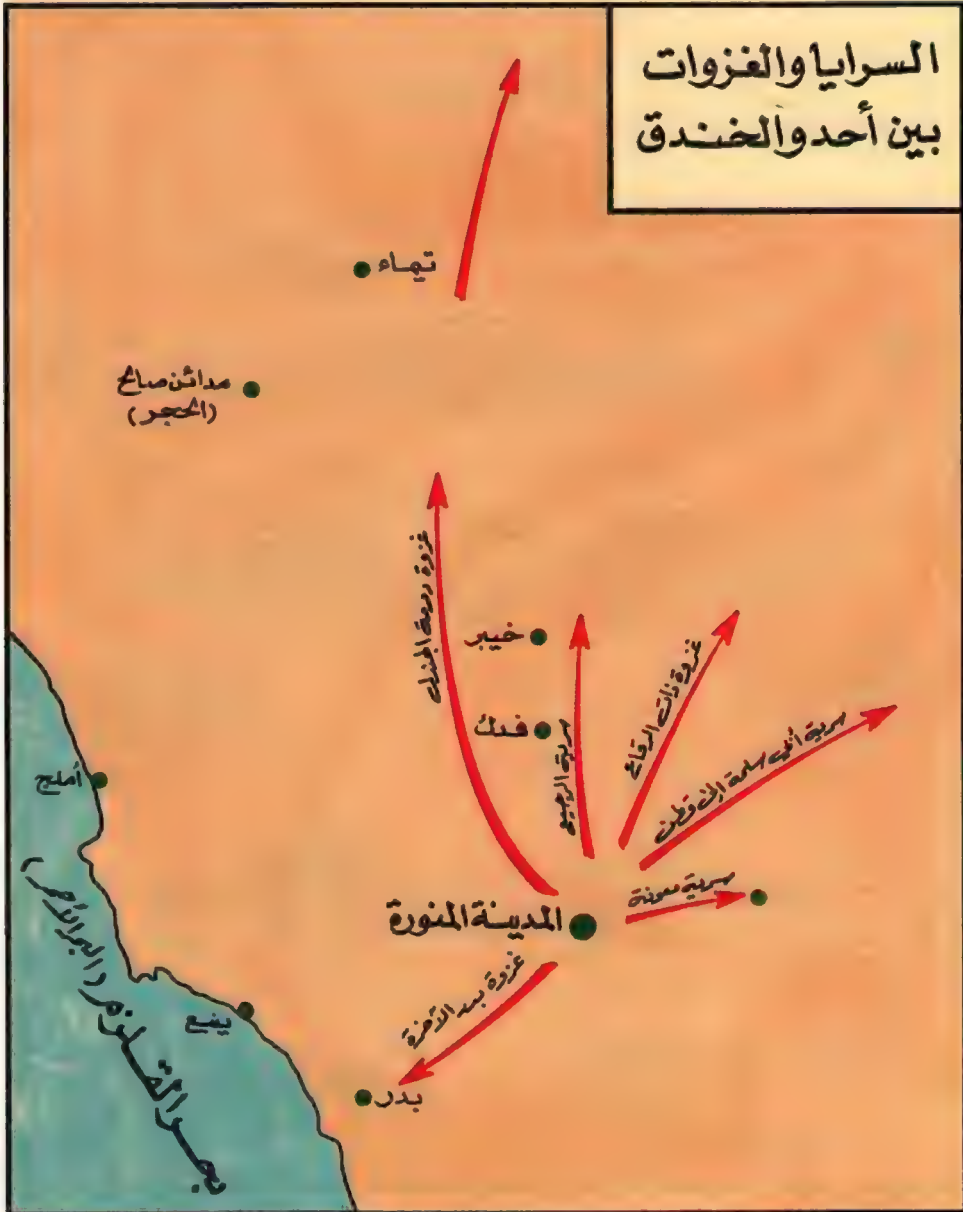 السرايا والغزوات
بين أحد والخندق
تيماء
مدائن صالح
(الحجر)
غزوة دومة الجندل
خيبر
فدك
سرية الرجيع
غزوة ذات الرقاع
سرية أبي سلمة إلى قطن
سرية معونة
المدينة المنورة
أملج
ينبع
غزوة بدر الآخرة
بدر
بحر القلزم (البحر الأحمر)